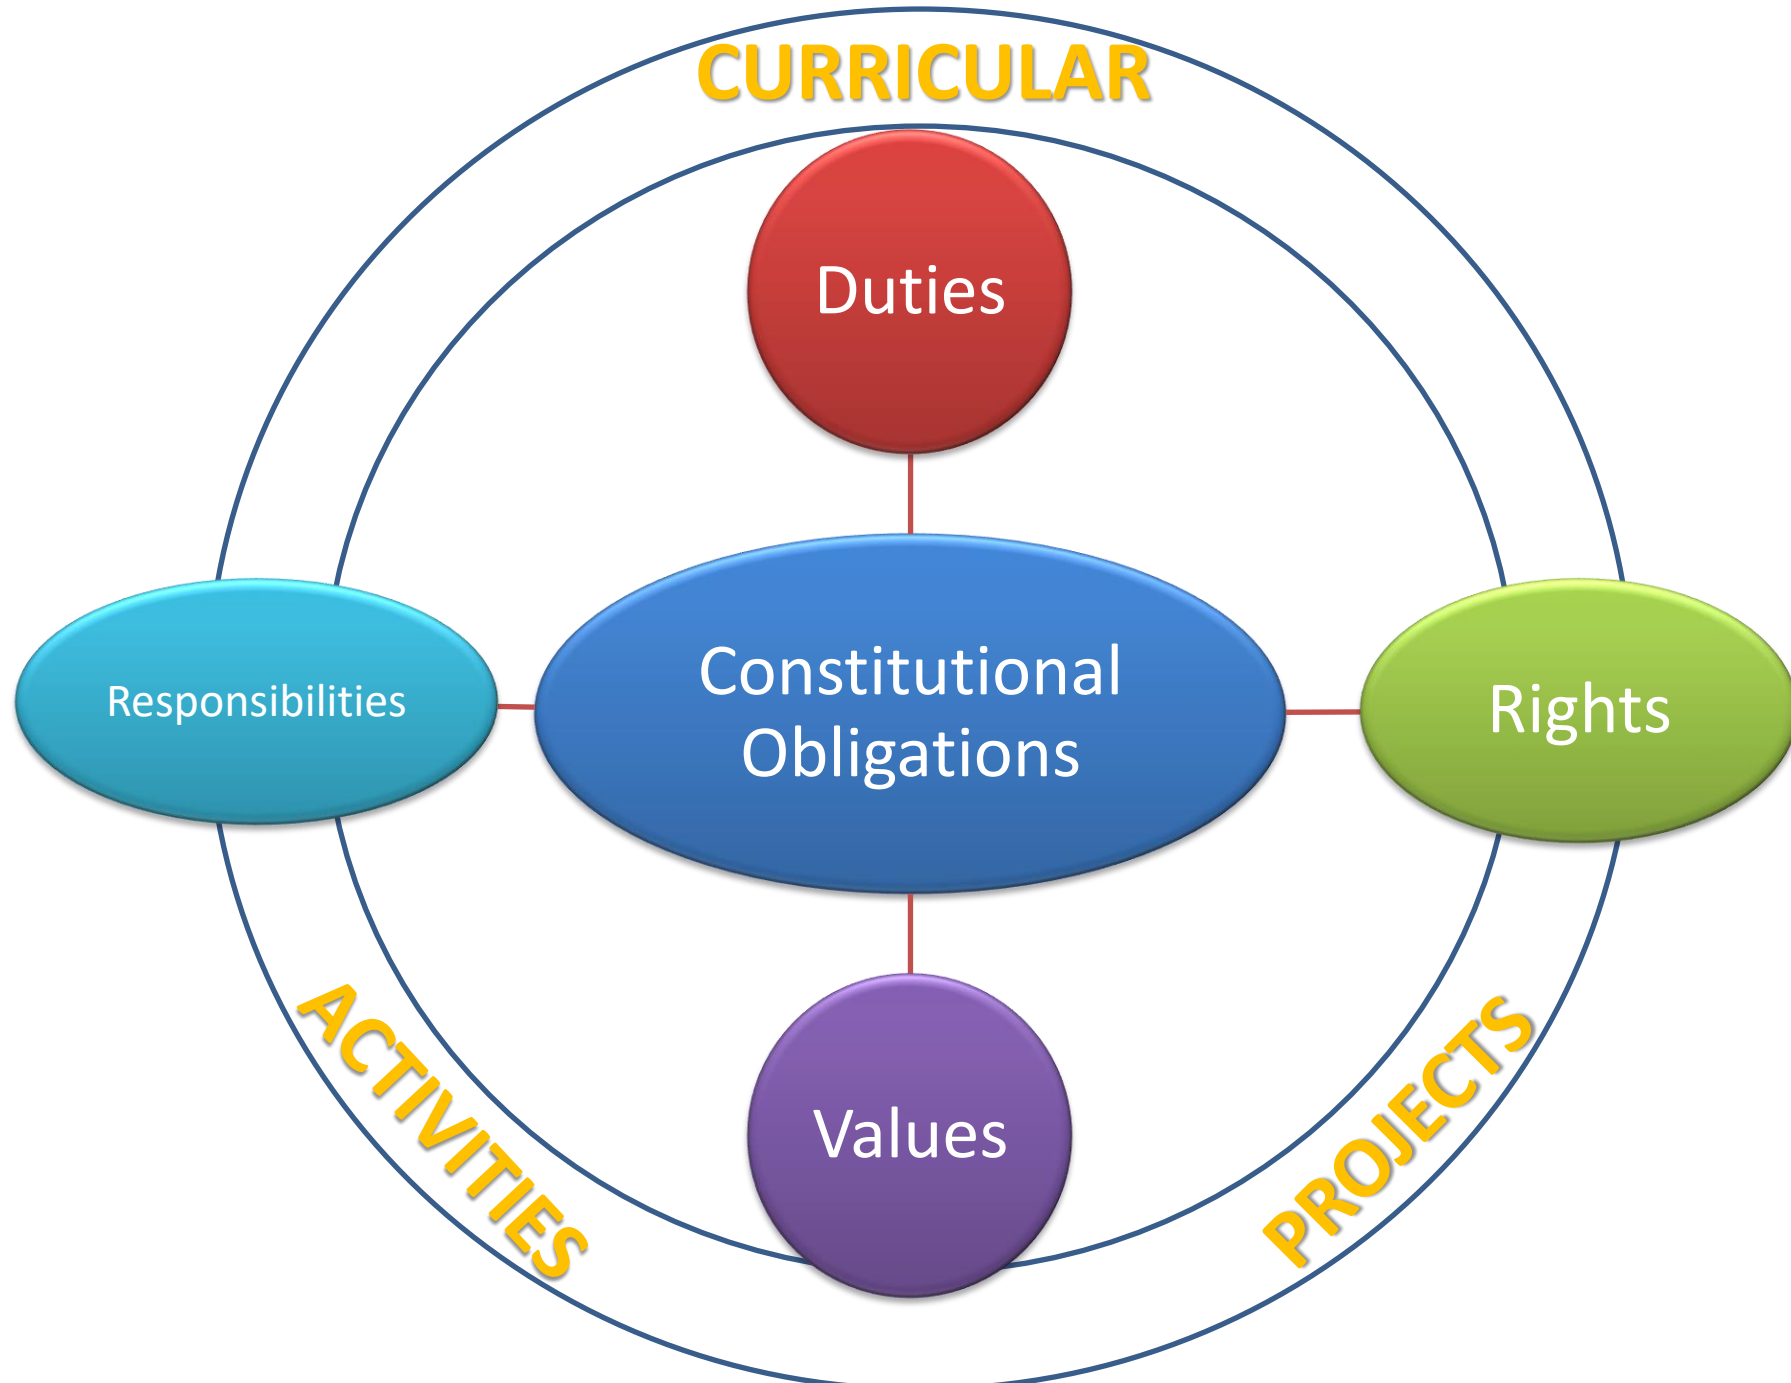 CURRICULAR
Duties
Responsibilities
Constitutional
Obligations
Rights
Values
ACTIVITIES
PROJECTS